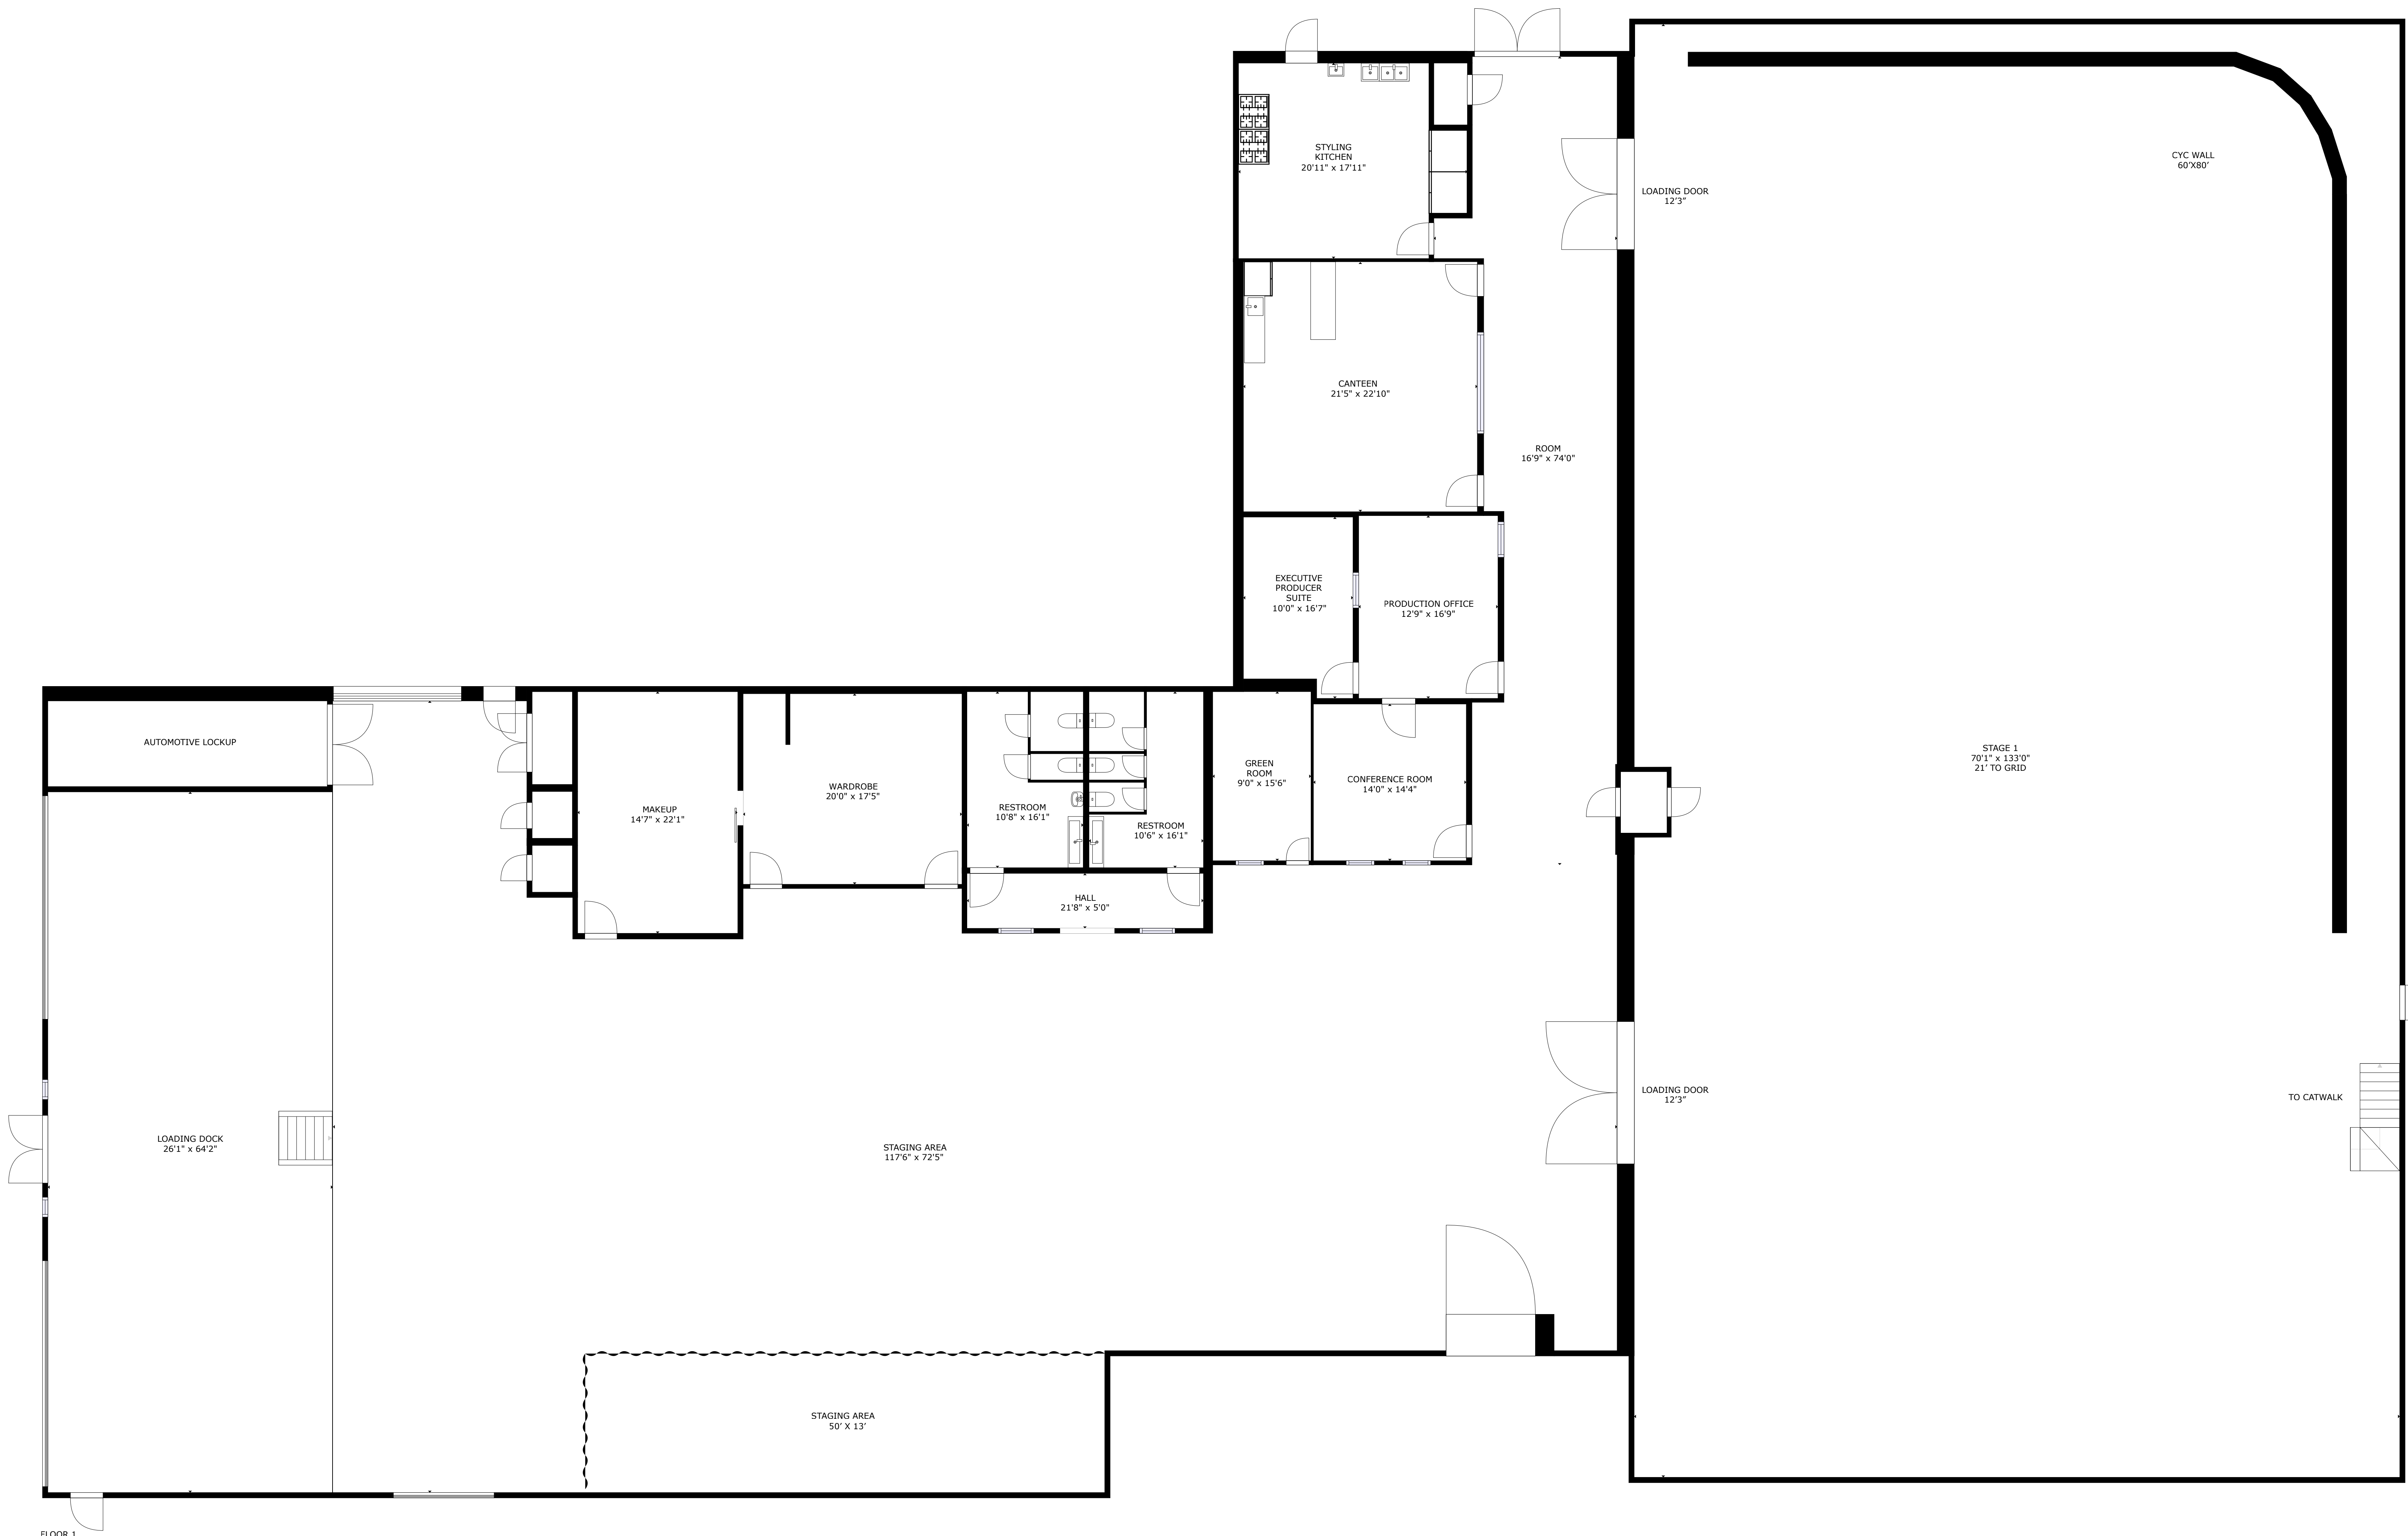 STYLING
KITCHEN
20'11" x 17'11"
CYC WALL
60’X80’
LOADING DOOR
12’3”
CANTEEN
21'5" x 22'10"
ROOM
16'9" x 74'0"
EXECUTIVE
PRODUCER
SUITE
10'0" x 16'7"
PRODUCTION OFFICE
12'9" x 16'9"
AUTOMOTIVE LOCKUP
MAKEUP
14'7" x 22'1"
WARDROBE
20'0" x 17'5"
RESTROOM
10'8" x 16'1"
RESTROOM
10'6" x 16'1"
GREEN
ROOM
9'0" x 15'6"
CONFERENCE ROOM
14'0" x 14'4"
STAGE 1
70'1" x 133'0"
21’ TO GRID
HALL
21'8" x 5'0"
LOADING DOOR
12’3”
TO CATWALK
LOADING DOCK
26'1" x 64'2"
STAGING AREA
117'6" x 72'5"
STAGING AREA
50’ X 13’
FLOOR 1